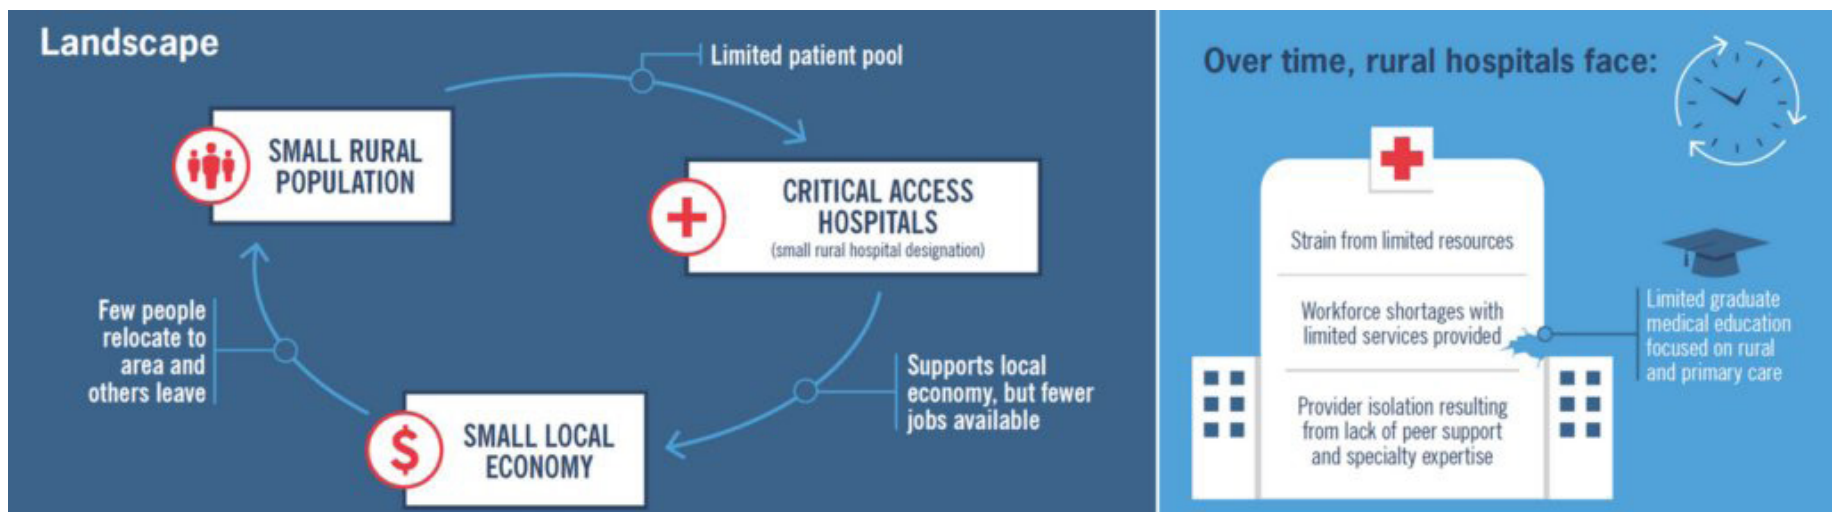 Landscape
Limited patient pool
SMALL RURAL
POPULATION
CRITICAL ACCESS
HOSPITALS
(small rural hospital designation)
Supports local
economy, but fewer
jobs available
SMALL LOCAL
ECONOMY
$
Few people
relocate to
area and
others leave
Over time, rural hospitals face:
Strain from limited resources
Workforce shortages with
limited services provided
Limited graduate
medical education
focused on rural
and primary care
Provider isolation resulting
from lack of peer support
and specialty expertise